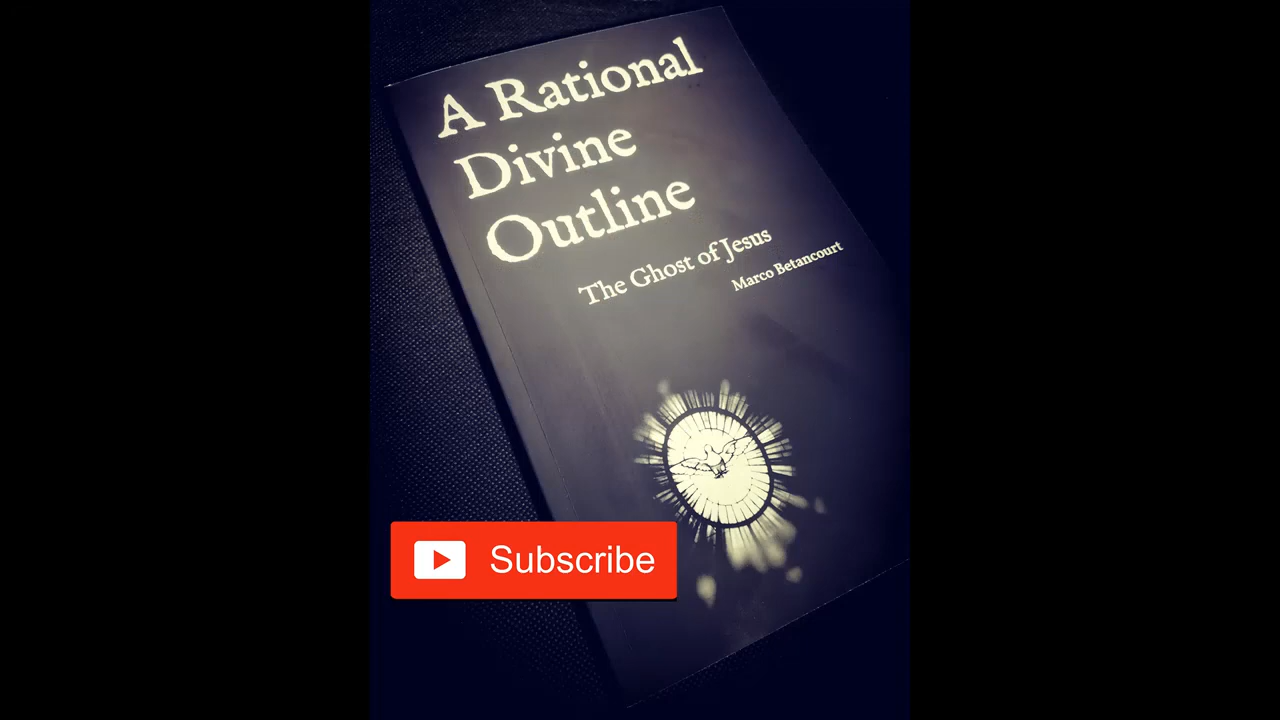 A Rational
Divine
Outline
The Ghost of Jesus
Marco Betancourt
Subscribe